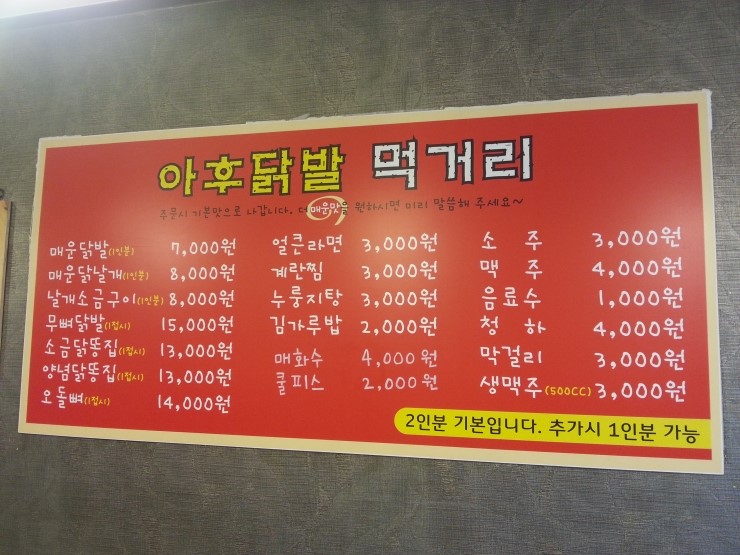 아후닭발 먹거리
주문시 기본맛으로 나갑니다. 더 매운맛을 원하시면 미리 말씀해 주세요~
매운닭발(1인분) 7,000원
매운닭날개(1인분) 8,000원
날개소금구이(1인분) 8,000원
무뼈닭발(1접시) 15,000원
소금닭똥집(1접시) 13,000원
양념닭똥집(1접시) 13,000원
오돌뼈(1접시) 14,000원
얼큰라면 3,000원
계란찜 3,000원
누룽지탕 3,000원
김가루밥 2,000원
매화수 4,000원
쿨피스 2,000원
소 주 3,000원
맥 주 4,000원
음료수 1,000원
청 하 4,000원
막걸리 3,000원
생맥주(500CC) 3,000원
2인분 기본입니다. 추가시 1인분 가능